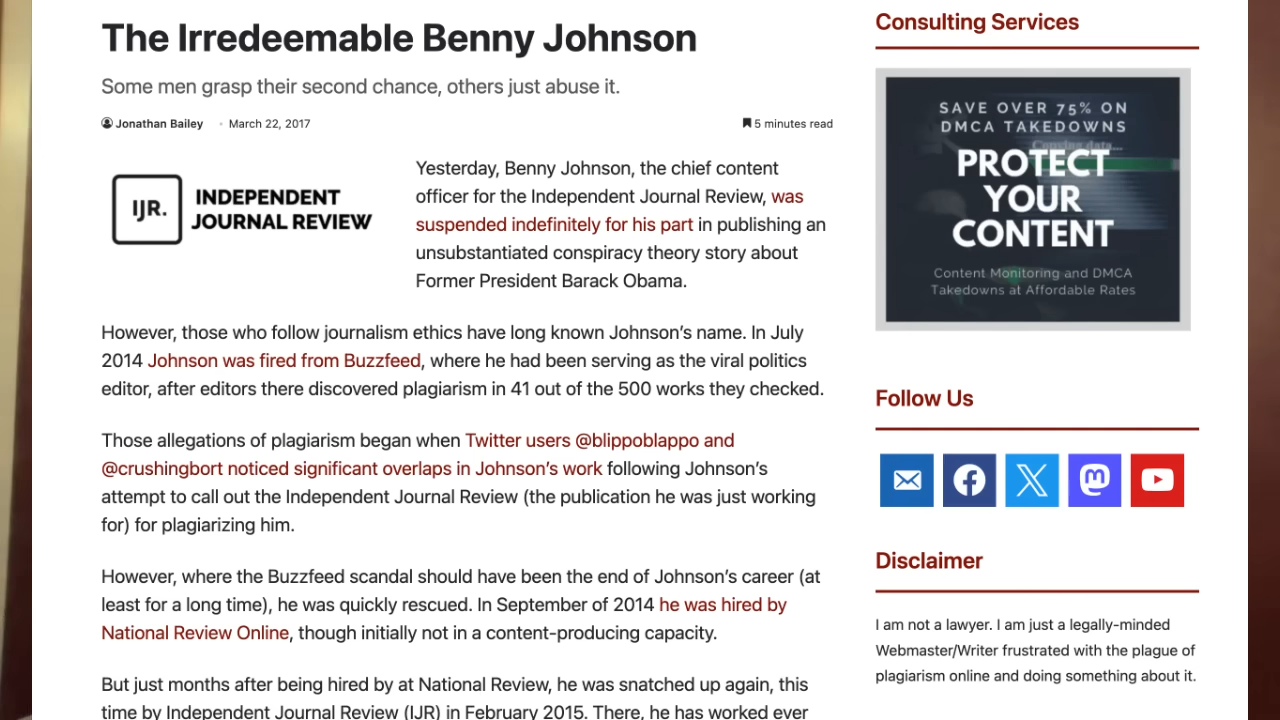 The Irredeemable Benny Johnson
Some men grasp their second chance, others just abuse it.
Jonathan Bailey
March 22, 2017
5 minutes read
IJR.
INDEPENDENT
JOURNAL REVIEW
Yesterday, Benny Johnson, the chief content
officer for the Independent Journal Review, was
suspended indefinitely for his part in publishing an
unsubstantiated conspiracy theory story about
Former President Barack Obama.
However, those who follow journalism ethics have long known Johnson’s name. In July
2014 Johnson was fired from Buzzfeed, where he had been serving as the viral politics
editor, after editors there discovered plagiarism in 41 out of the 500 works they checked.
Those allegations of plagiarism began when Twitter users @blippoblappo and
@crushingbort noticed significant overlaps in Johnson’s work following Johnson’s
attempt to call out the Independent Journal Review (the publication he was just working
for) for plagiarizing him.
However, where the Buzzfeed scandal should have been the end of Johnson’s career (at
least for a long time), he was quickly rescued. In September of 2014 he was hired by
National Review Online, though initially not in a content-producing capacity.
But just months after being hired by at National Review, he was snatched up again, this
time by Independent Journal Review (IJR) in February 2015. There, he has worked ever
Consulting Services
SAVE OVER 75% ON
DMCA TAKEDOWNS
Copying data...
PROTECT
YOUR
CONTENT
Content Monitoring and DMCA
Takedowns at Affordable Rates
Follow Us
Disclaimer
I am not a lawyer. I am just a legally-minded
Webmaster/Writer frustrated with the plague of
plagiarism online and doing something about it.